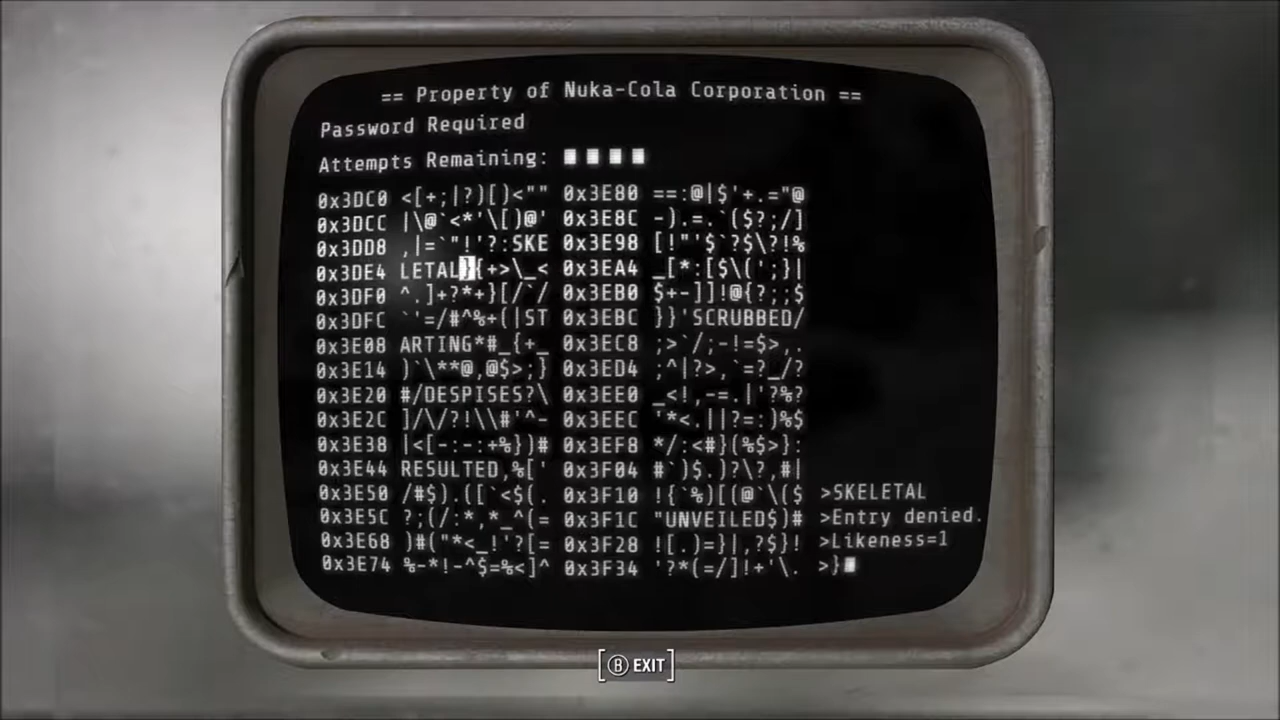 == Property of Nuka-Cola Corporation ==
Password Required
Attempts Remaining: ■ ■ ■ ■
0x3DC0 <[+;|?)[)<"" 0x3E80 ==:@|$'+.="@
0x3DCC |\@`<*'\[)@' 0x3E8C -).=.`($?;/]
0x3DD8 ,|=`"!'?:SKE 0x3E98 [!"'$`?$\?!%
0x3DE4 LETAL}{+>\_< 0x3EA4 _[*:[$\(';}|
0x3DF0 ^.]+?*+}[/`/ 0x3EB0 $+-]]!@{?;;$
0x3DFC `'=/#^%+(|ST 0x3EBC }}'SCRUBBED/
0x3E08 ARTING*#_{+_ 0x3EC8 ;>`/;-!=$>,.
0x3E14 )`\**@,@$>;} 0x3ED4 ;^|?>,`=?_/?
0x3E20 #/DESPISES?\ 0x3EE0 _<!,-=.|'?%?
0x3E2C ]/\/?!\\#'^- 0x3EEC '*<.||?=:)%$
0x3E38 |<[-:-:+%})# 0x3EF8 */:<#}(%$>}:
0x3E44 RESULTED,%[' 0x3F04 #`)$.)?\?,#|
0x3E50 /#$).([`<$(. 0x3F10 !{`%)[(@`\($ >SKELETAL
0x3E5C ?;(/:*,*_^(= 0x3F1C "UNVEILED$)# >Entry denied.
0x3E68 )#("*<_!'?[= 0x3F28 ![.)=}|,?$}! >Likeness=1
0x3E74 %-*!-^$=%<]^ 0x3F34 '?*(=/]!+'\. >}■
[Ⓑ EXIT]